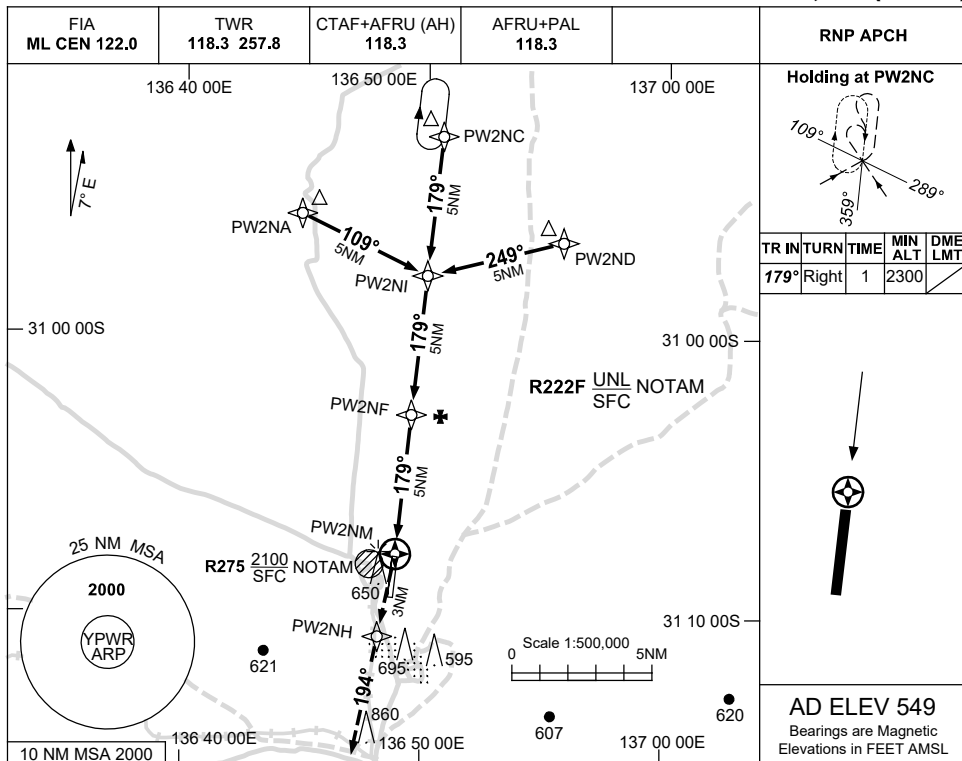 FIA
ML CEN 122.0
TWR
118.3 257.8
CTAF+AFRU (AH)
118.3
AFRU+PAL
118.3
RNP APCH
136 40 00E
136 50 00E
137 00 00E
Holding at PW2NC
109°
289°
359°
TR IN TURN TIME MIN ALT DME LMT
179° Right 1 2300
7° E
PW2NC
179°
5NM
PW2NA
109°
5NM
249°
5NM
PW2ND
PW2NI
31 00 00S
179°
5NM
31 00 00S
R222F UNL SFC NOTAM
PW2NF
179°
5NM
PW2NM
25 NM MSA
2000
YPWR
ARP
R275 2100 SFC NOTAM
650
3NM
PW2NH
31 10 00S
621
695
595
Scale 1:500,000
0 5NM
194°
860
607
620
136 40 00E
136 50 00E
137 00 00E
10 NM MSA 2000
AD ELEV 549
Bearings are Magnetic
Elevations in FEET AMSL